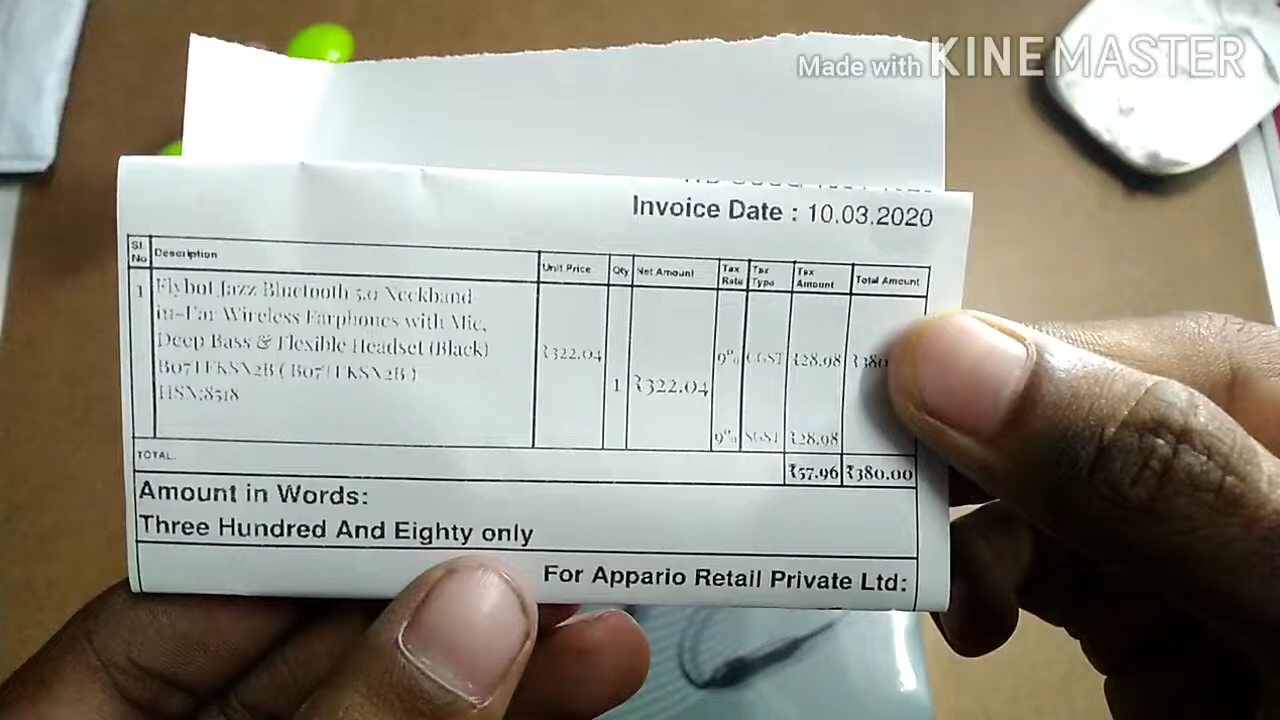 Made with KINEMASTER
Invoice Date : 10.03.2020
Sl. No Description Unit Price Qty Net Amount Tax Rate Tax Type Tax Amount Total Amount
1 Flybot Jazz Bluetooth 5.0 Neckband
in-Ear Wireless Earphones with Mic,
Deep Bass & Flexible Headset (Black)
HSN:8518
₹322.04 1 ₹322.04 9% CGST ₹28.98 ₹380
9% SGST ₹28.98
TOTAL: ₹57.96 ₹380.00
Amount in Words:
Three Hundred And Eighty only
For Appario Retail Private Ltd: